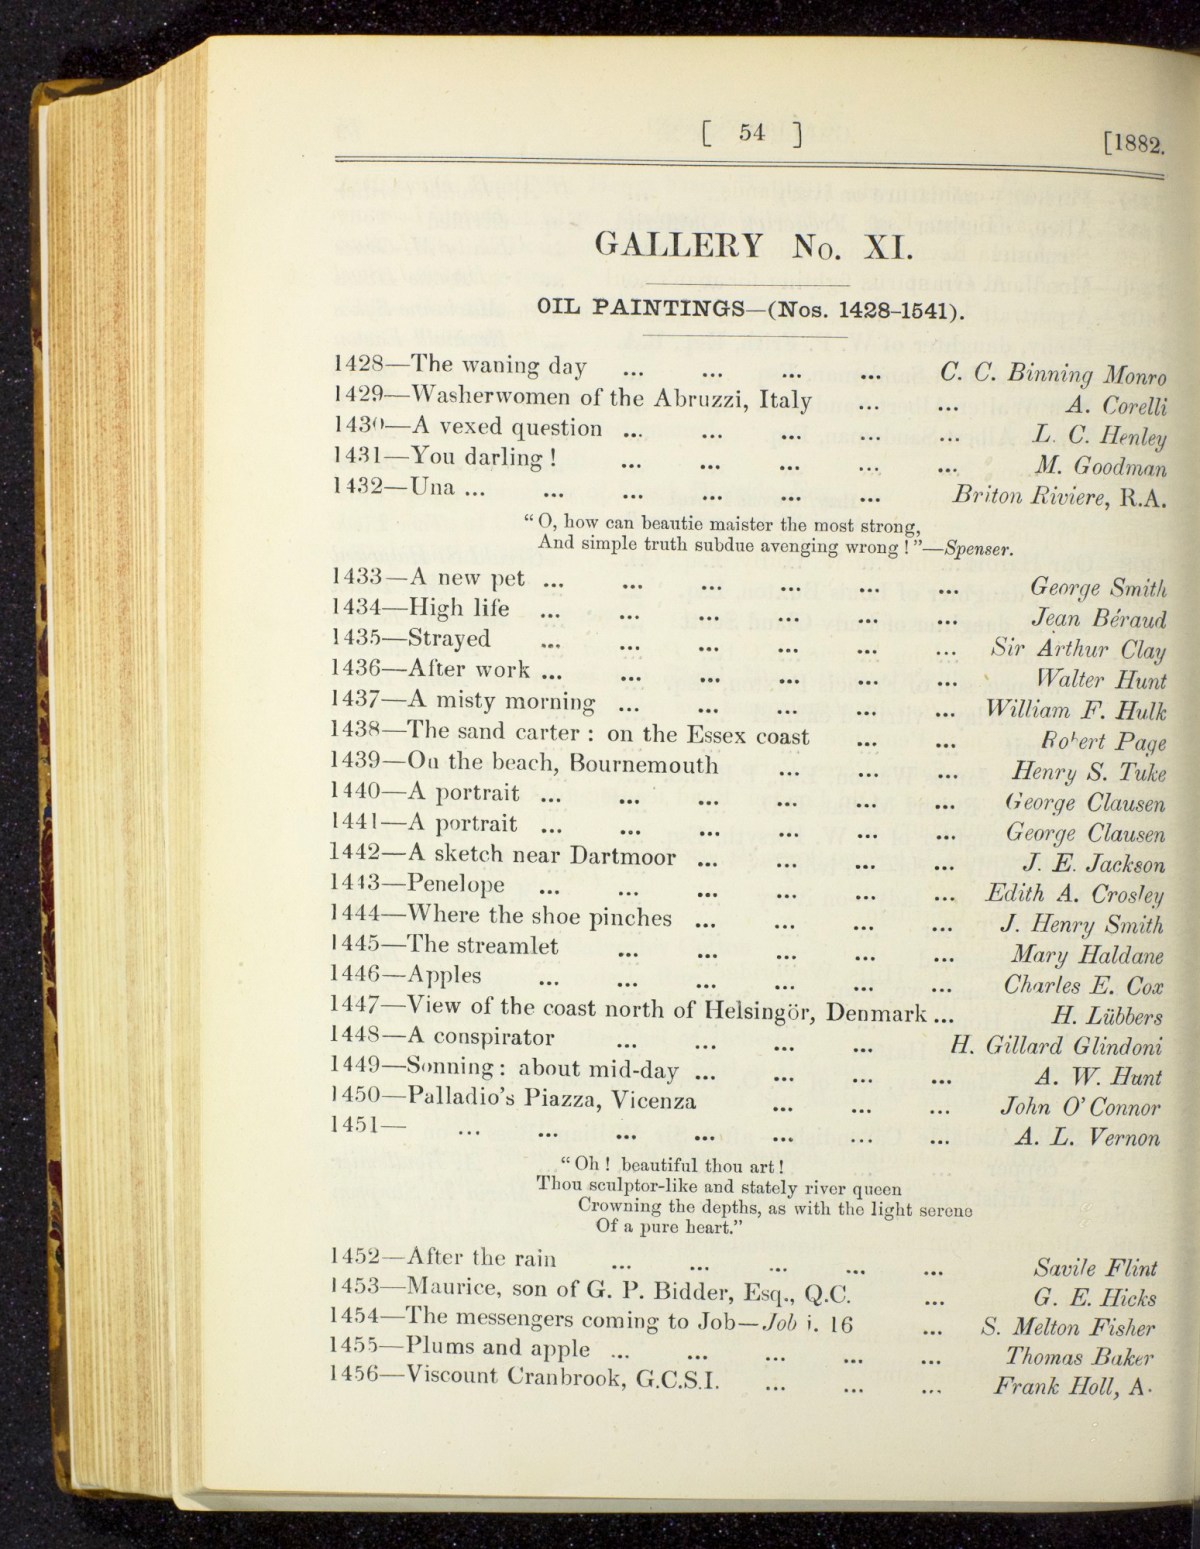 [ 54 ] [1882.
GALLERY No. XI.
OIL PAINTINGS—(Nos. 1428–1541).
1428—The waning day ... ... ... ... C. C. Binning Monro
1429—Washerwomen of the Abruzzi, Italy ... ... A. Corelli
1430—A vexed question ... ... ... ... ... L. C. Henley
1431—You darling ! ... ... ... ... ... M. Goodman
1432—Una ... ... ... ... ... ... Briton Riviere, R.A.
“ O, how can beautie maister the most strong,
And simple truth subdue avenging wrong ! ”—Spenser.
1433—A new pet ... ... ... ... ... ... George Smith
1434—High life ... ... ... ... ... ... Jean Béraud
1435—Strayed ... ... ... ... ... ... Sir Arthur Clay
1436—After work ... ... ... ... ... ... Walter Hunt
1437—A misty morning ... ... ... ... ... William F. Hulk
1438—The sand carter : on the Essex coast ... ... Robert Page
1439—On the beach, Bournemouth ... ... ... Henry S. Tuke
1440—A portrait ... ... ... ... ... ... George Clausen
1441—A portrait ... ... ... ... ... ... George Clausen
1442—A sketch near Dartmoor ... ... ... ... J. E. Jackson
1443—Penelope ... ... ... ... ... ... Edith A. Crosley
1444—Where the shoe pinches ... ... ... ... J. Henry Smith
1445—The streamlet ... ... ... ... ... Mary Haldane
1446—Apples ... ... ... ... ... ... Charles E. Cox
1447—View of the coast north of Helsingör, Denmark ... H. Lübbers
1448—A conspirator ... ... ... ... H. Gillard Glindoni
1449—Sonning : about mid-day ... ... ... ... A. W. Hunt
1450—Palladio’s Piazza, Vicenza ... ... ... John O’Connor
1451— ... ... ... ... ... ... ... A. L. Vernon
“ Oh ! beautiful thou art !
Thou sculptor-like and stately river queen
Crowning the depths, as with the light serene
Of a pure heart.”
1452—After the rain ... ... ... ... ... Savile Flint
1453—Maurice, son of G. P. Bidder, Esq., Q.C. ... G. E. Hicks
1454—The messengers coming to Job—Job i. 16 ... S. Melton Fisher
1455—Plums and apple ... ... ... ... ... Thomas Baker
1456—Viscount Cranbrook, G.C.S.I. ... ... ... Frank Holl, A.